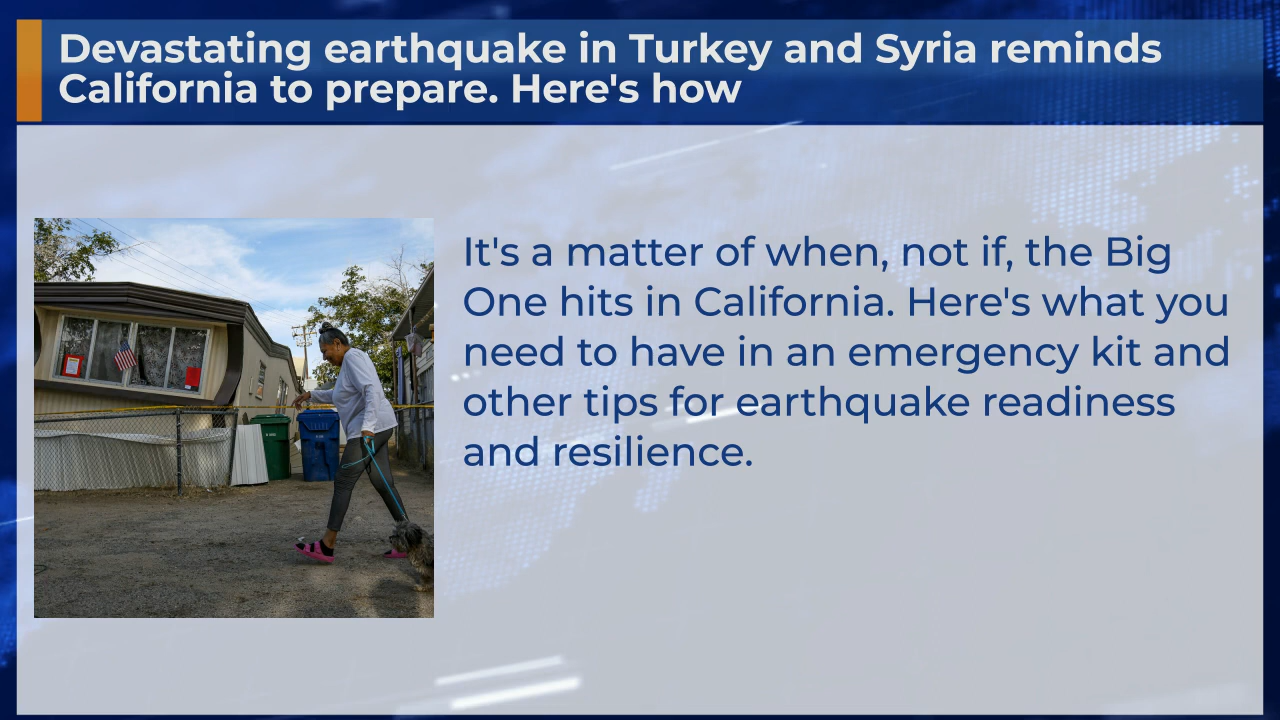 Devastating earthquake in Turkey and Syria reminds
California to prepare. Here's how
It's a matter of when, not if, the Big
One hits in California. Here's what you
need to have in an emergency kit and
other tips for earthquake readiness
and resilience.